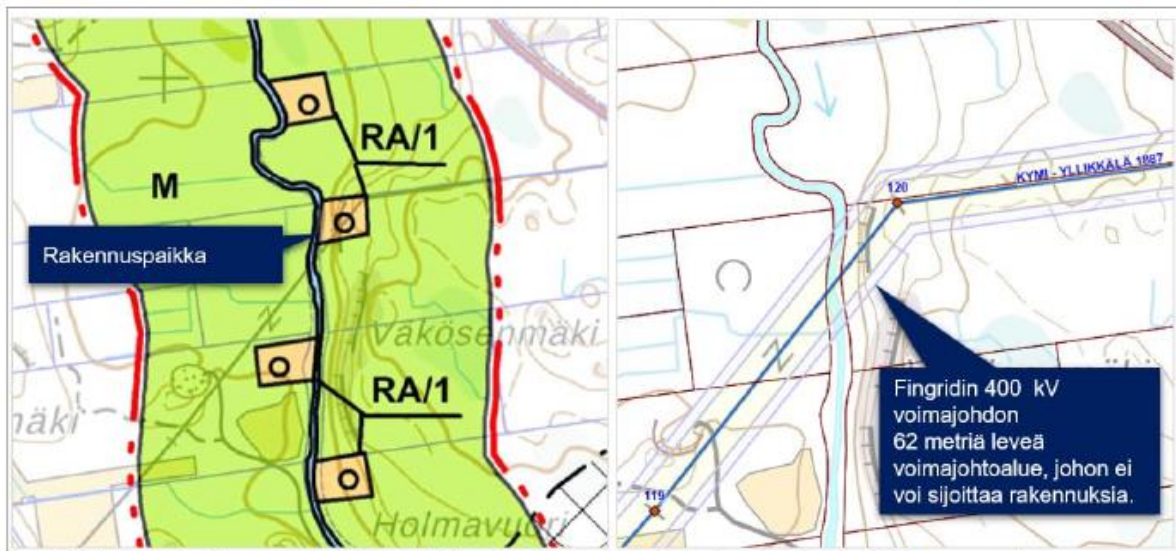 RA/1
M
Rakennuspaikka
Väkösenmäki
RA/1
mäki
Holmavuori
KYMI - YLLIKKÄLÄ 1887
120
Fingridin 400 kV
voimajohdon
62 metriä leveä
voimajohtoalue, johon ei
voi sijoittaa rakennuksia.
119